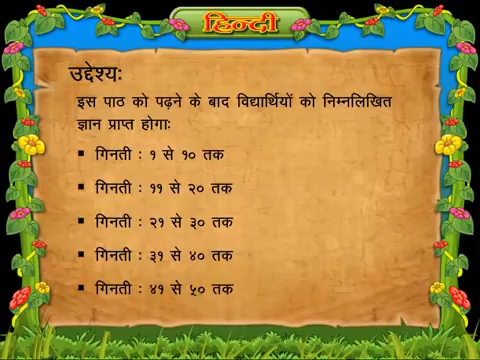 हिन्दी
उद्देश्यः
इस पाठ को पढ़ने के बाद विद्यार्थियों को निम्नलिखित
ज्ञान प्राप्त होगाः
▪ गिनती : १ से १० तक
▪ गिनती : ११ से २० तक
▪ गिनती : २१ से ३० तक
▪ गिनती : ३१ से ४० तक
▪ गिनती : ४१ से ५० तक